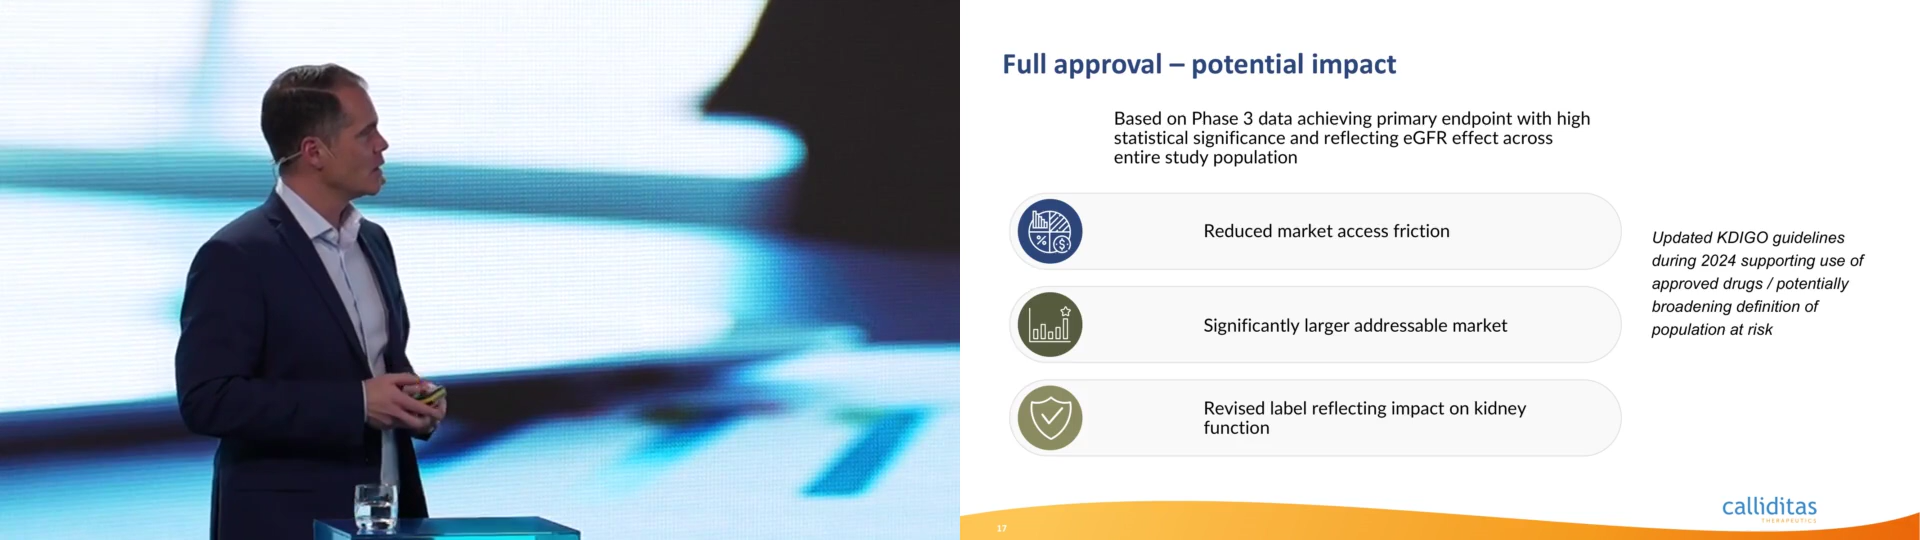 Full approval – potential impact
Based on Phase 3 data achieving primary endpoint with high
statistical significance and reflecting eGFR effect across
entire study population
Reduced market access friction
Significantly larger addressable market
Revised label reflecting impact on kidney
function
Updated KDIGO guidelines
during 2024 supporting use of
approved drugs / potentially
broadening definition of
population at risk
calliditas
THERAPEUTICS
17